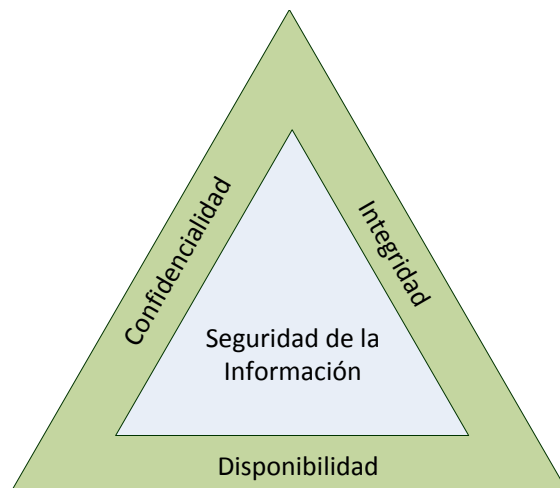 Confidencialidad
Integridad
Seguridad de la
Información
Disponibilidad